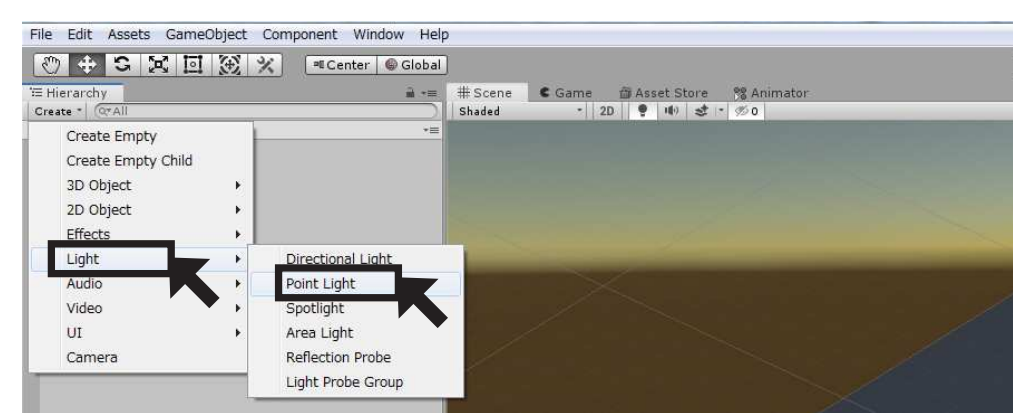 File Edit Assets GameObject Component Window Help
Center Global
Hierarchy
# Scene Game Asset Store Animator
Create All
Shaded 2D 0
Create Empty
Create Empty Child
3D Object
2D Object
Effects
Light
Audio
Video
UI
Camera
Directional Light
Point Light
Spotlight
Area Light
Reflection Probe
Light Probe Group